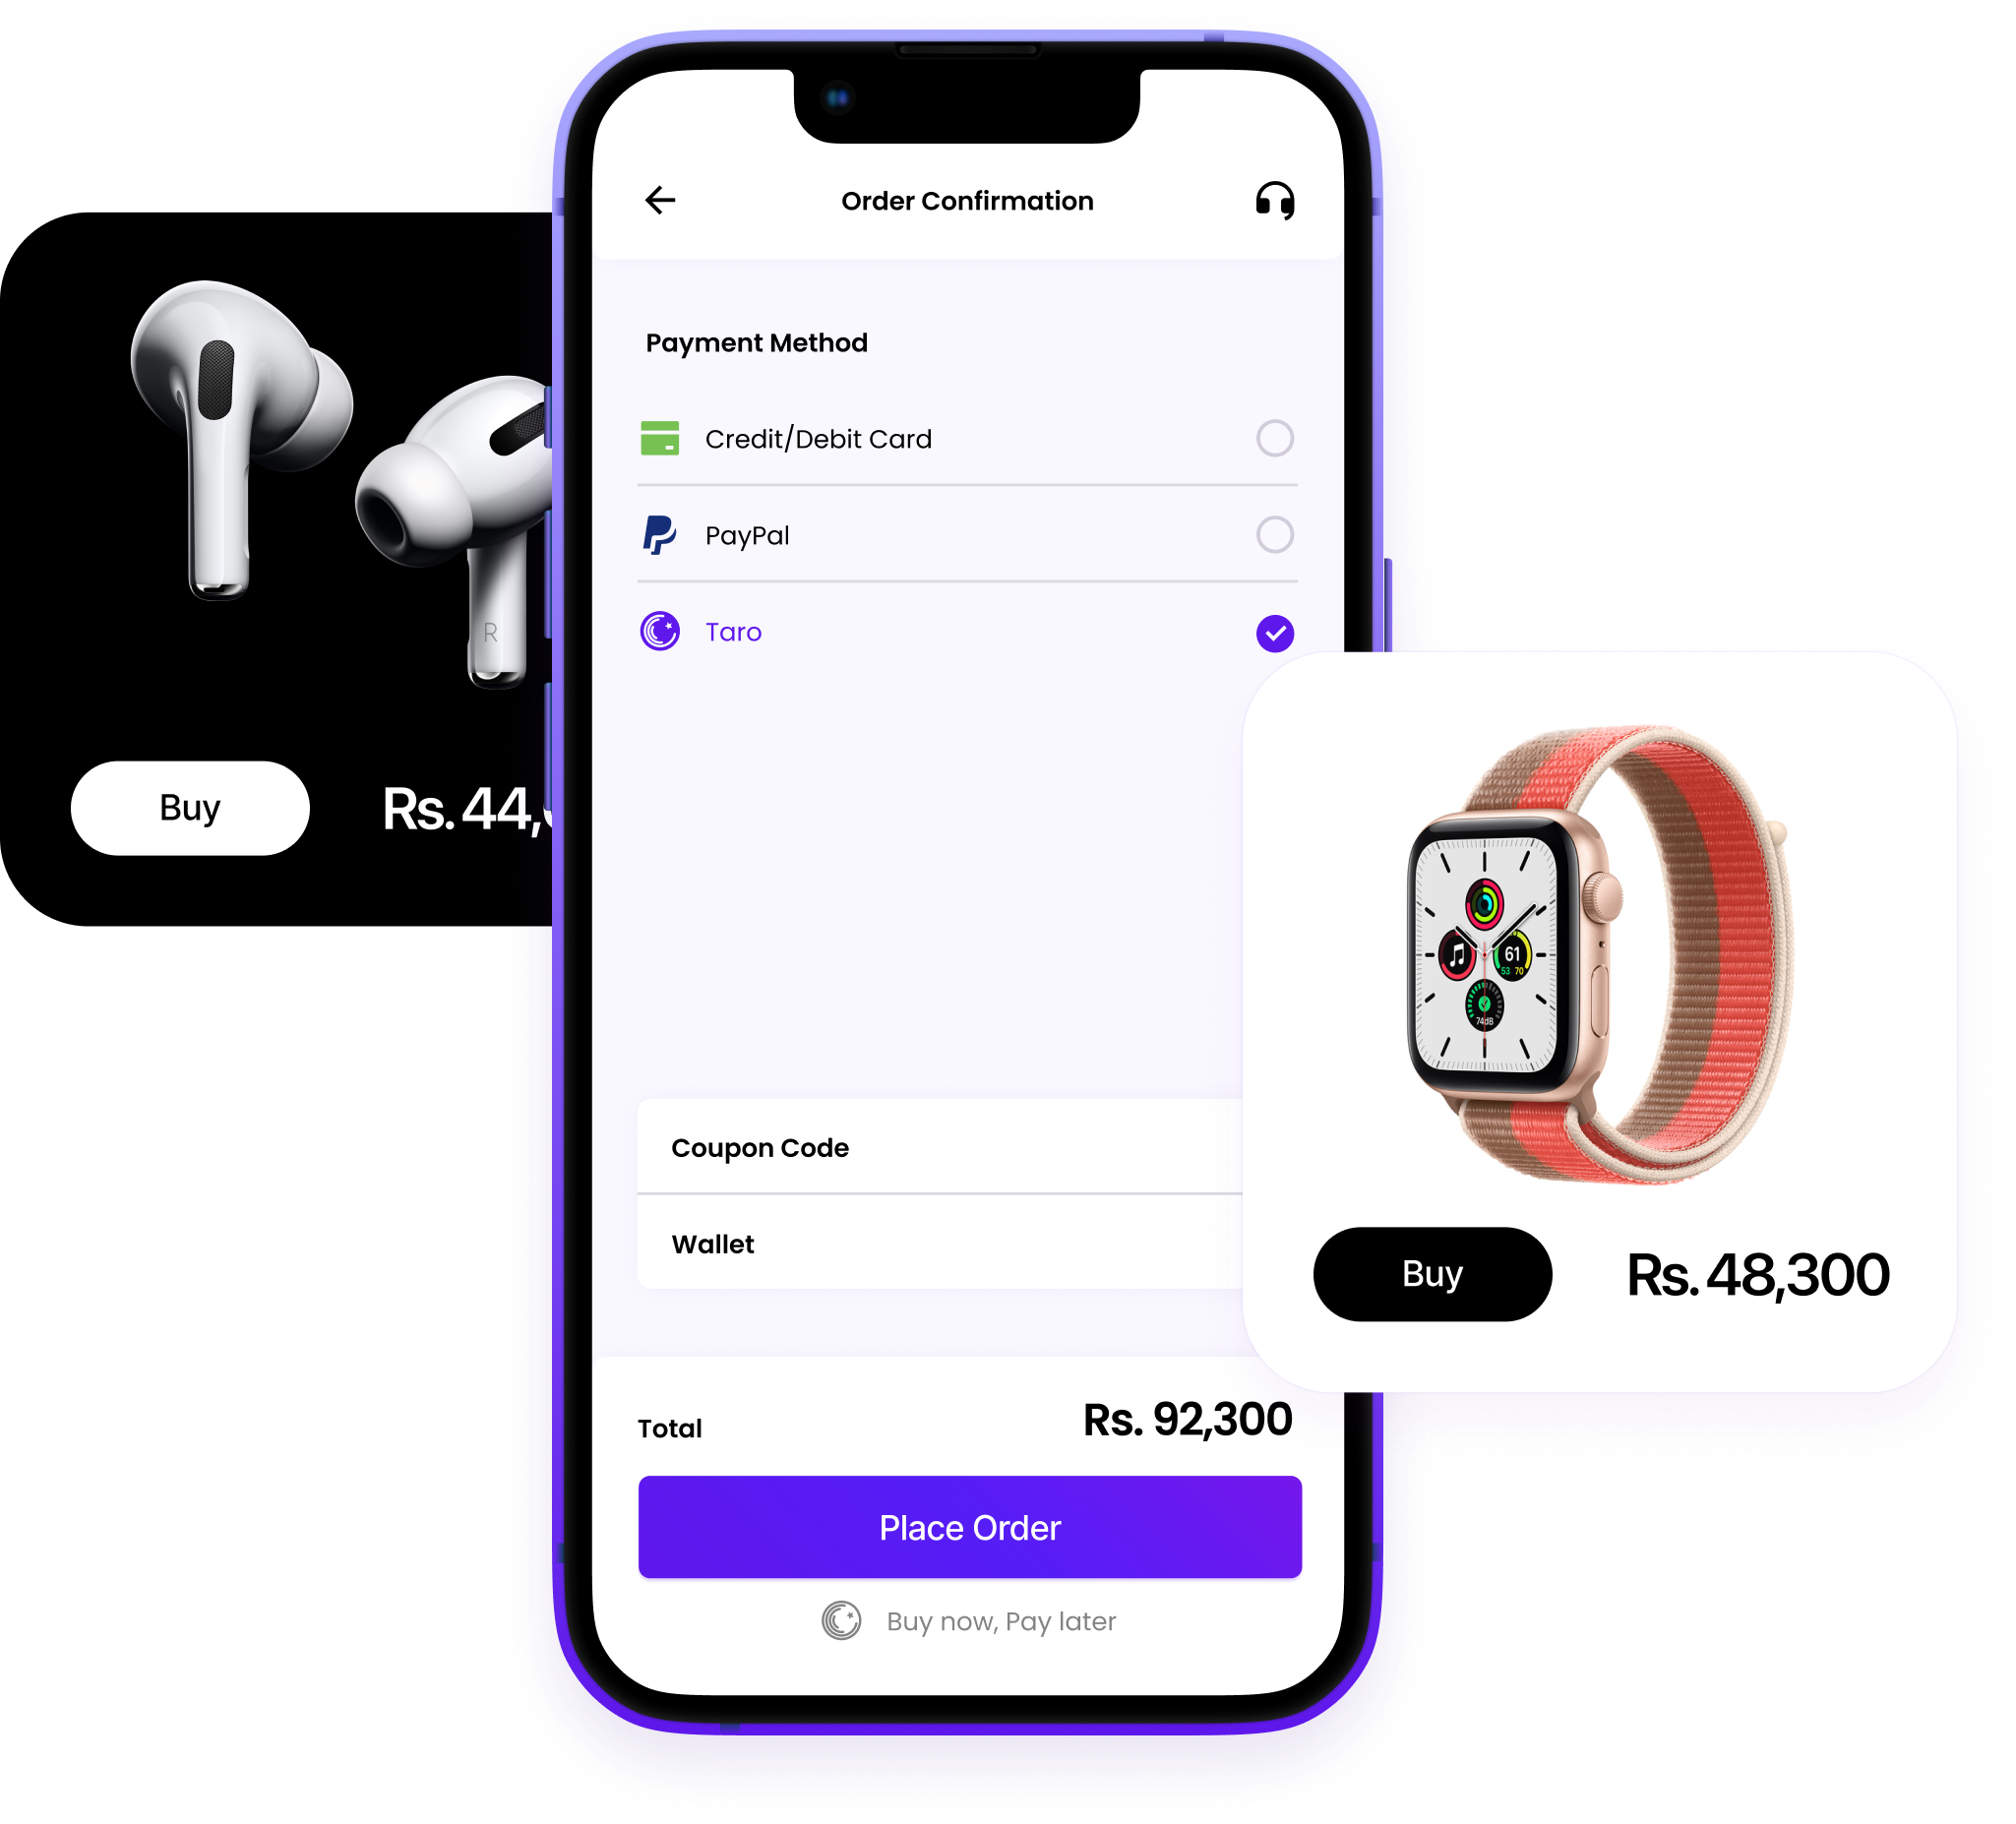 Order Confirmation
Payment Method
Credit/Debit Card
PayPal
Taro
R
Buy
Rs. 44,
61
53 70
74dB
Coupon Code
Wallet
Buy
Rs. 48,300
Total
Rs. 92,300
Place Order
Buy now, Pay later